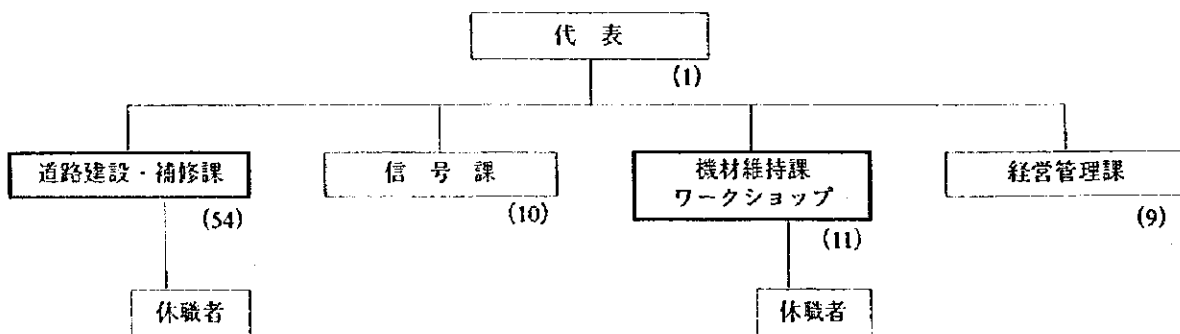 代 表
(1)
道路建設・補修課
(54)
信 号 課
(10)
機材維持課
ワークショップ
(11)
経営管理課
(9)
休職者
休職者